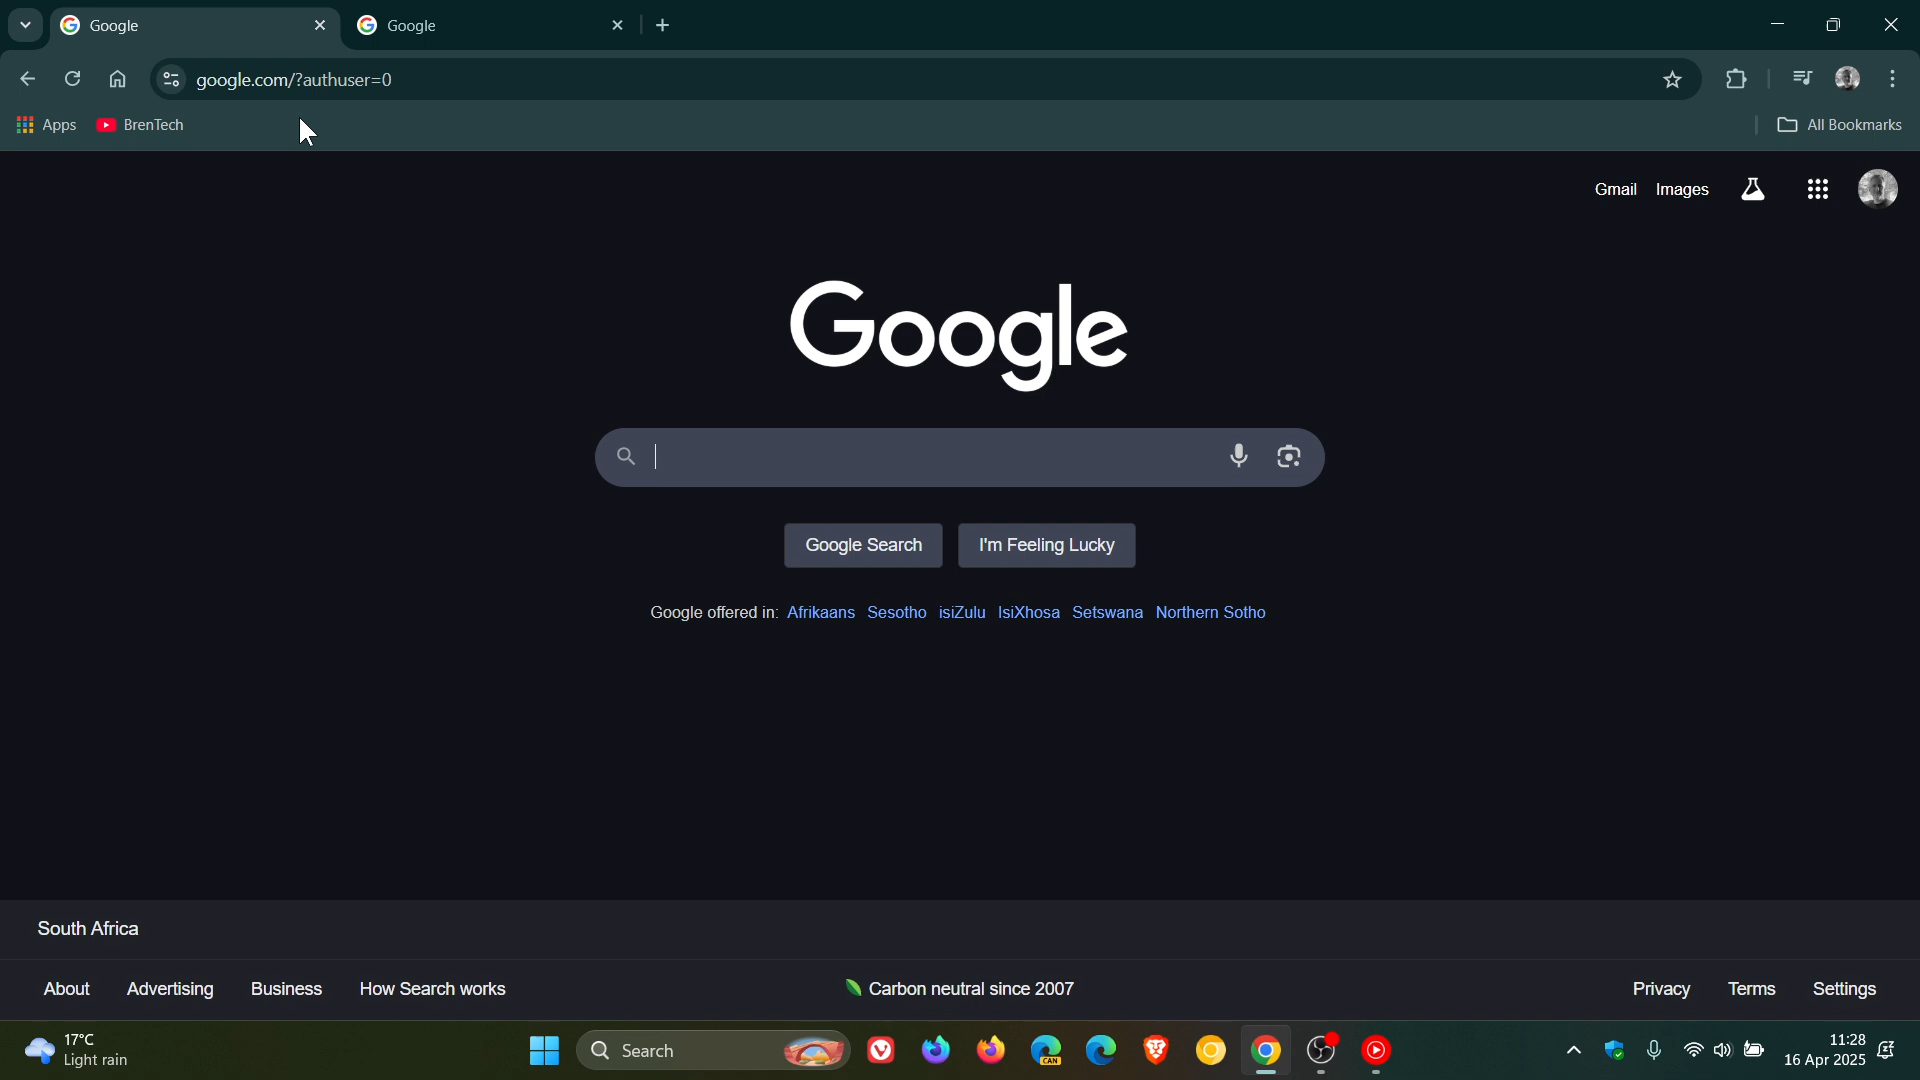 Google
Google
google.com/?authuser=0
Apps
BrenTech
All Bookmarks
Gmail Images
Google
Google Search
I'm Feeling Lucky
Google offered in: Afrikaans Sesotho isiZulu IsiXhosa Setswana Northern Sotho
South Africa
About Advertising Business How Search works
Carbon neutral since 2007
Privacy Terms Settings
17°C
Light rain
Search
CAN
11:28
16 Apr 2025